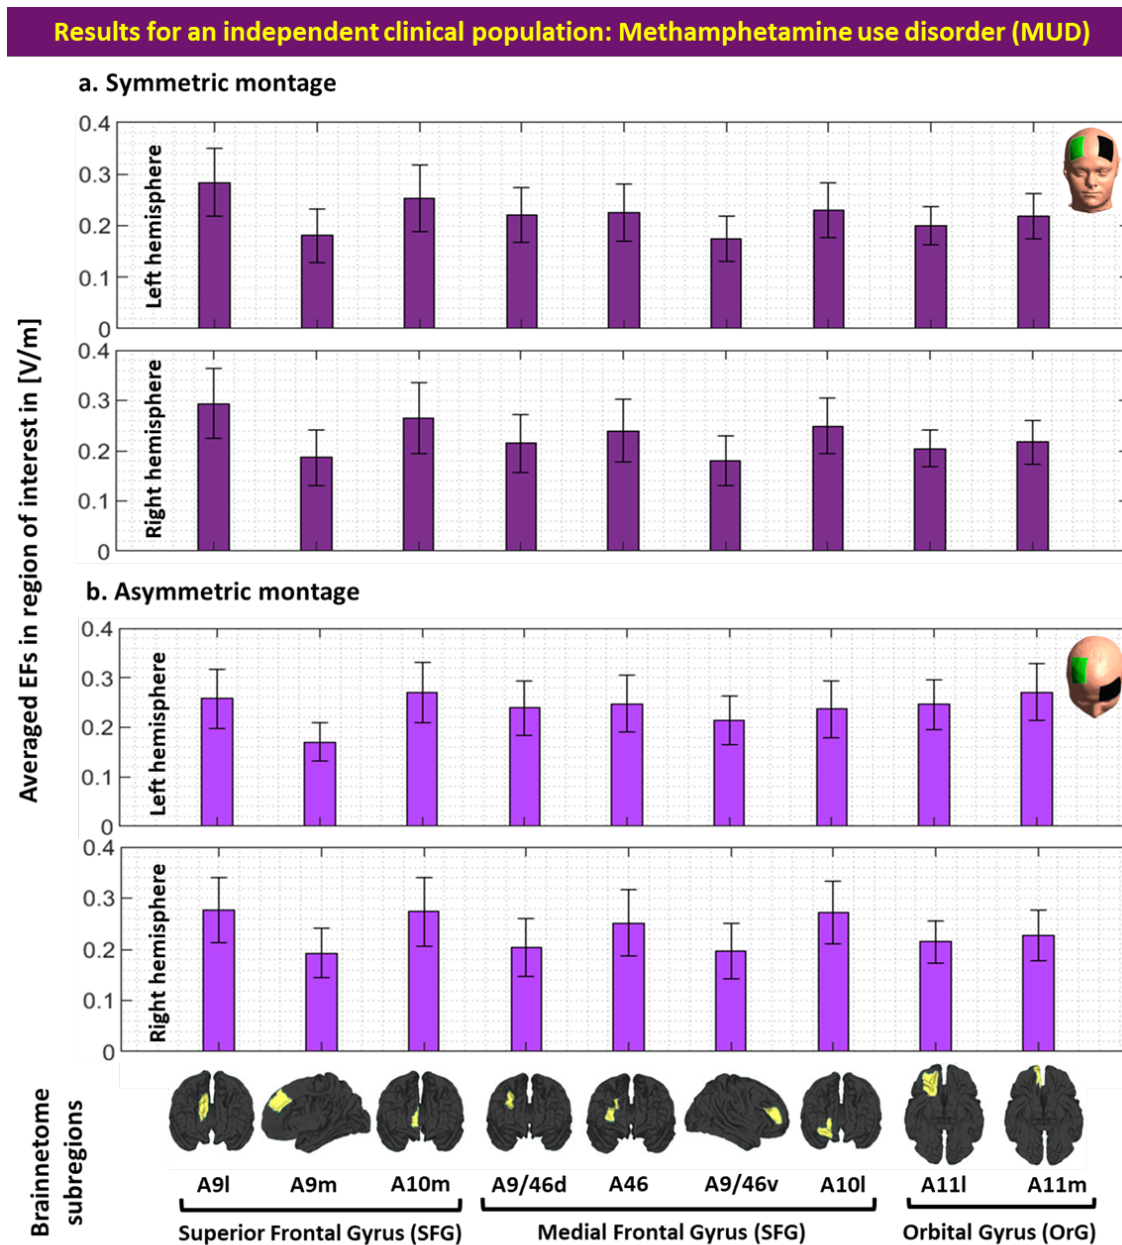 Results for an independent clinical population: Methamphetamine use disorder (MUD)
a. Symmetric montage
Averaged EFs in region of interest in [V/m]
Left hemisphere
0.4
0.3
0.2
0.1
0
Right hemisphere
0.4
0.3
0.2
0.1
0
b. Asymmetric montage
Left hemisphere
0.4
0.3
0.2
0.1
0
Right hemisphere
0.4
0.3
0.2
0.1
0
Brainnetome
subregions
A9l A9m A10m A9/46d A46 A9/46v A10l A11l A11m
Superior Frontal Gyrus (SFG) Medial Frontal Gyrus (SFG) Orbital Gyrus (OrG)